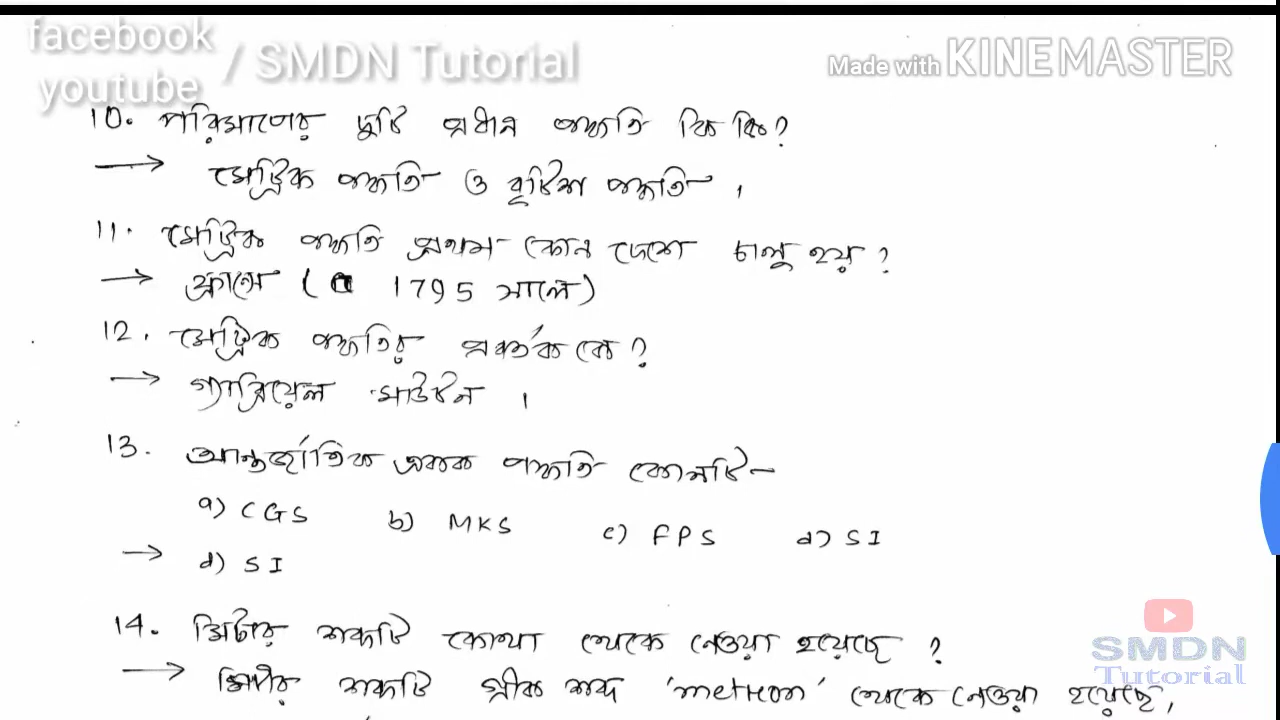 facebook
youtube / SMDN Tutorial
Made with KINEMASTER
10. পরিমাপের দুটি প্রধান পদ্ধতি কি কি?
→ মেট্রিক পদ্ধতি ও বৃটিশ পদ্ধতি ।
11. মেট্রিক পদ্ধতি প্রথম কোন দেশে চালু হয় ?
→ ফ্রান্সে ( 1795 সালে)
12. মেট্রিক পদ্ধতির প্রবর্তক কে ?
→ গ্যাব্রিয়েল মাউটন ।
13. আন্তর্জাতিক একক পদ্ধতি কোনটি –
a) CGS b) MKS c) FPS d) SI
→ d) SI
14. মিটার শব্দটি কোথা থেকে নেওয়া হয়েছে ?
→ মিটার শব্দটি গ্রীক শব্দ 'metron' থেকে নেওয়া হয়েছে,
SMDN
Tutorial